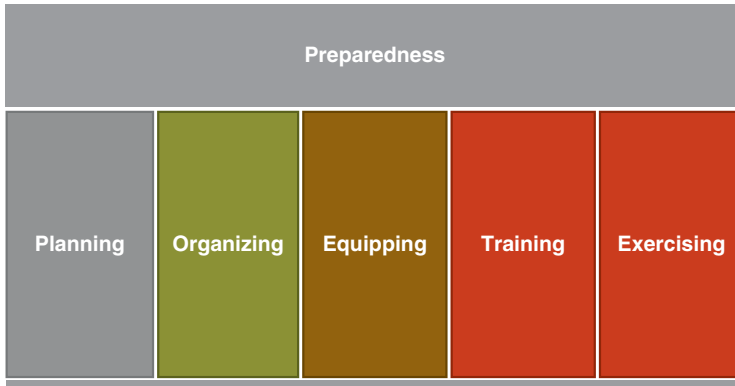 Preparedness
Planning
Organizing
Equipping
Training
Exercising